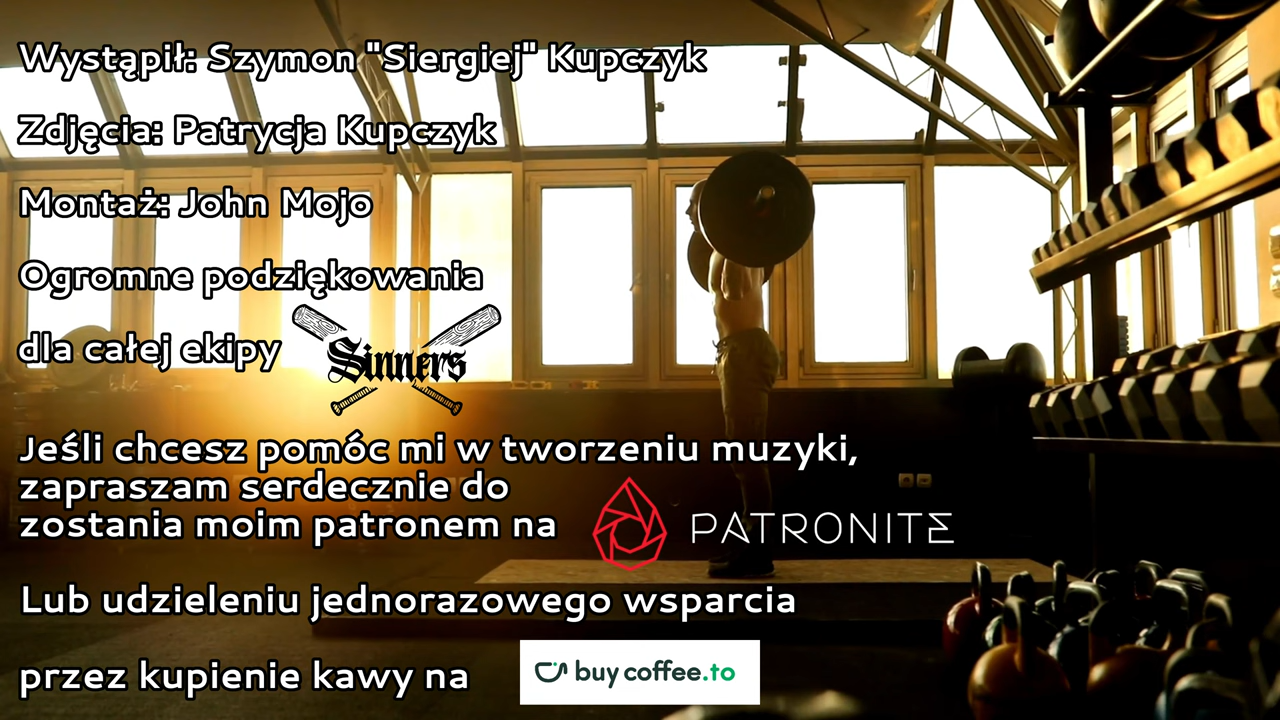 Wystąpił: Szymon "Siergiej" Kupczyk
Zdjęcia: Patrycja Kupczyk
Montaż: John Mojo
Ogromne podziękowania
dla całej ekipy Sinners
Jeśli chcesz pomóc mi w tworzeniu muzyki,
zapraszam serdecznie do
zostania moim patronem na PATRONITE
Lub udzieleniu jednorazowego wsparcia
przez kupienie kawy na buycoffee.to